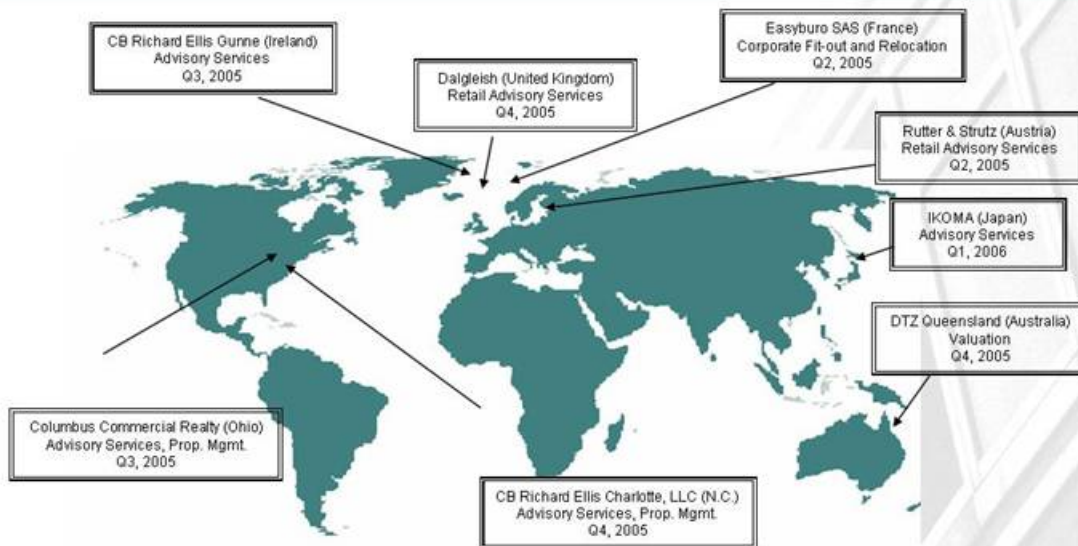 CB Richard Ellis Gunne (Ireland)
Advisory Services
Q3, 2005
Dalgleish (United Kingdom)
Retail Advisory Services
Q4, 2005
Easyburo SAS (France)
Corporate Fit-out and Relocation
Q2, 2005
Rutter & Strutz (Austria)
Retail Advisory Services
Q2, 2005
IKOMA (Japan)
Advisory Services
Q1, 2006
DTZ Queensland (Australia)
Valuation
Q4, 2005
Columbus Commercial Realty (Ohio)
Advisory Services, Prop. Mgmt.
Q3, 2005
CB Richard Ellis Charlotte, LLC (N.C.)
Advisory Services, Prop. Mgmt.
Q4, 2005